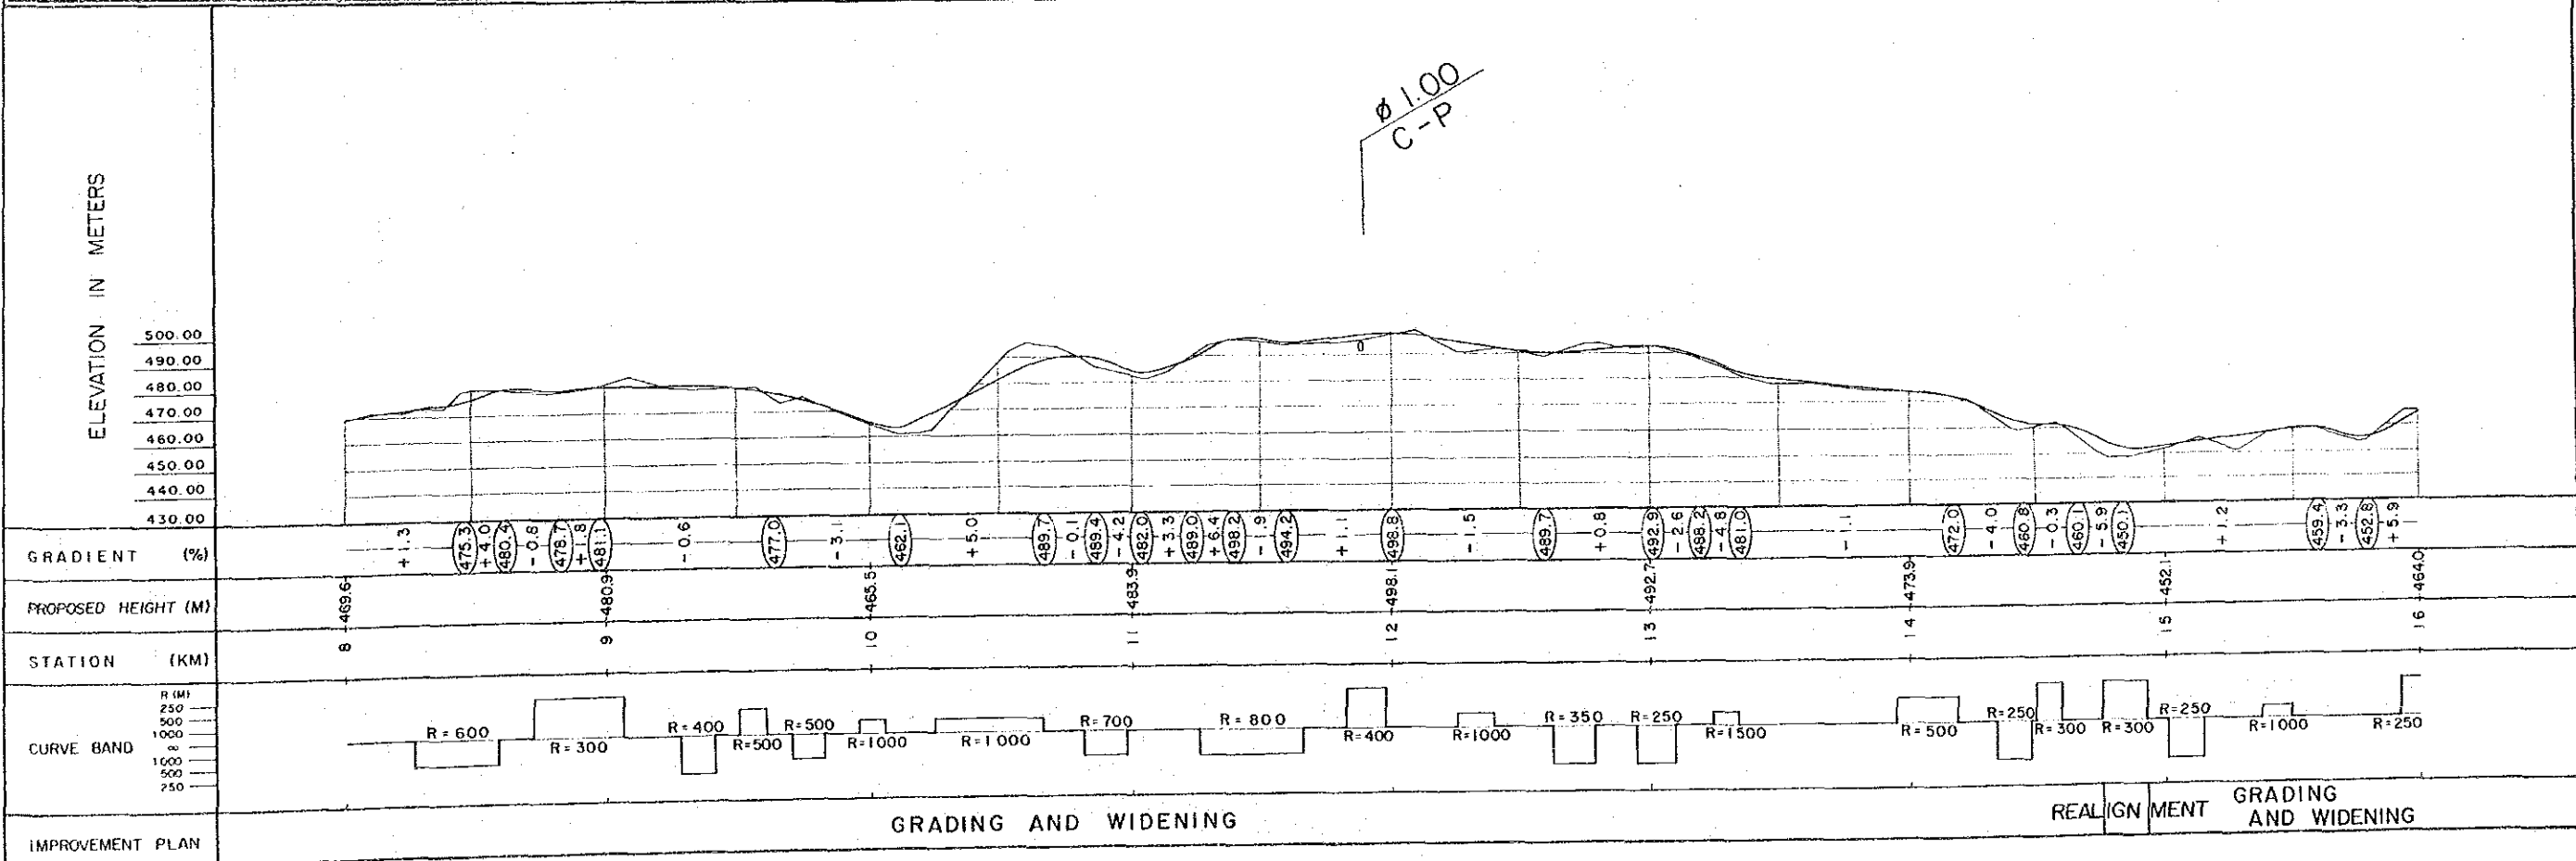 ø 1.00
C-P
ELEVATION IN METERS
500.00
490.00
480.00
470.00
460.00
450.00
440.00
430.00
GRADIENT (%)
+1.3 475.3 +4.0 480.4 -0.8 478.7 +1.8 481.1 -0.6 477.0 -3.1 462.1 +5.0 489.7 -0.1 489.4 -4.2 482.0 +3.3 489.0 +6.4 498.2 -1.9 494.2 +1.1 498.8 -1.5 489.7 +0.8 492.9 -2.6 488.2 -4.8 481.0 -1.1 472.0 -4.0 460.8 -0.3 460.1 -5.9 450.1 +1.2 459.4 -3.3 452.8 +5.9
PROPOSED HEIGHT (M)
469.6 480.9 465.5 483.9 498.1 492.7 473.9 452.1 464.0
STATION (KM)
8 9 10 11 12 13 14 15 16
CURVE BAND
R (M)
250
500
1000
∞
1000
500
250
R=600 R=300 R=400 R=500 R=500 R=1000 R=1000 R=700 R=800 R=400 R=1000 R=350 R=250 R=1500 R=500 R=250 R=300 R=300 R=250 R=1000 R=250
IMPROVEMENT PLAN
GRADING AND WIDENING
REALIGNMENT
GRADING
AND WIDENING